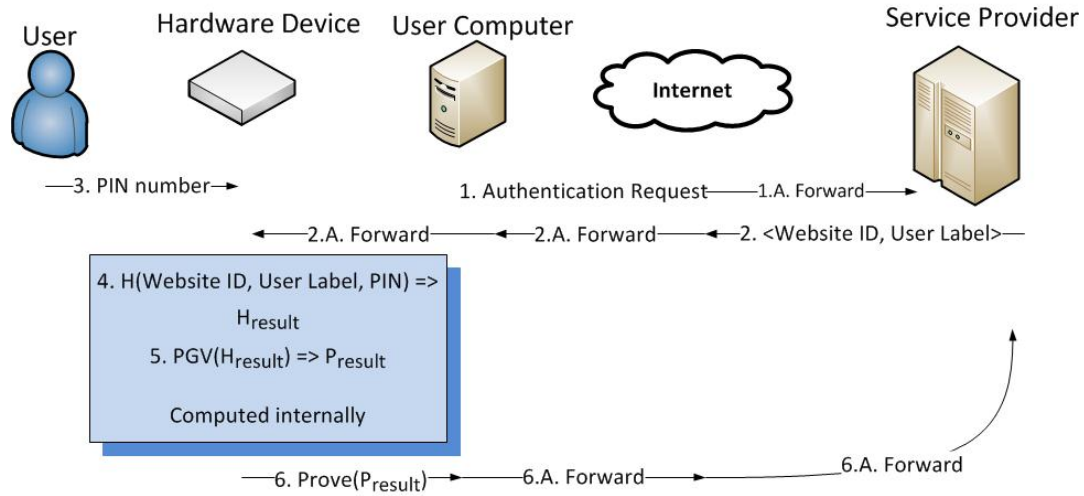 User
Hardware Device
User Computer
Service Provider
Internet
3. PIN number
1. Authentication Request
1.A. Forward
2.A. Forward
2.A. Forward
2. <Website ID, User Label>
4. H(Website ID, User Label, PIN) =>
Hresult
5. PGV(Hresult) => Presult
Computed internally
6. Prove(Presult)
6.A. Forward
6.A. Forward